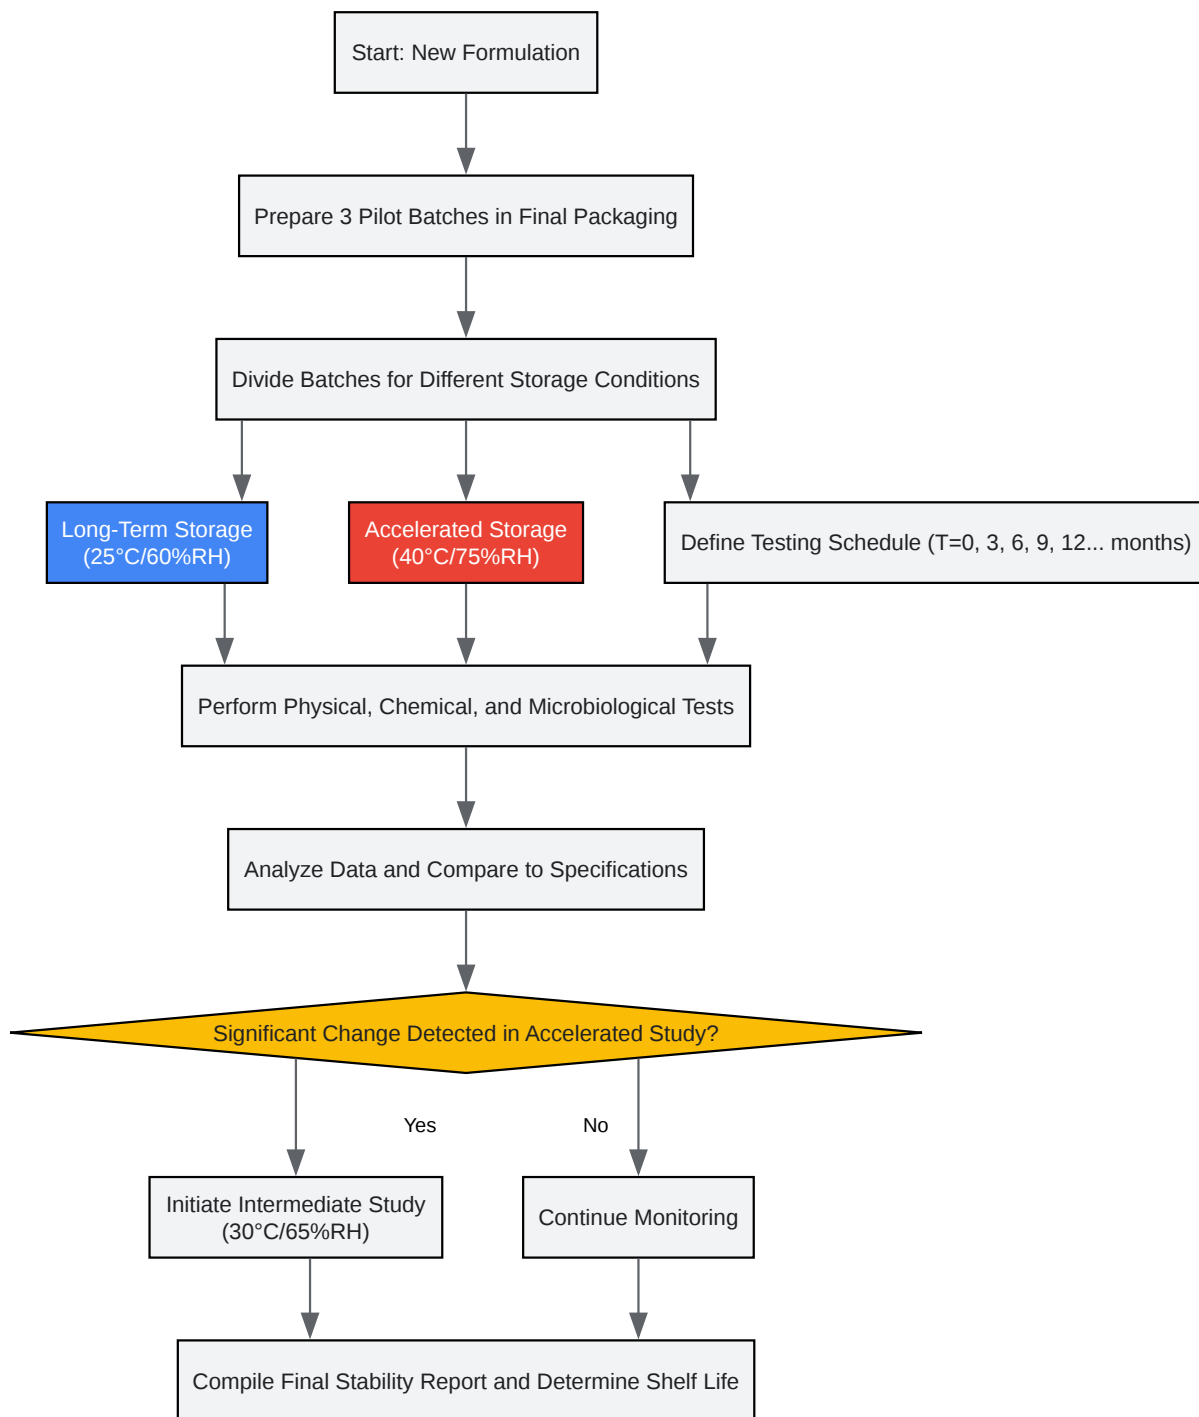 Start: New Formulation
Prepare 3 Pilot Batches in Final Packaging
Divide Batches for Different Storage Conditions
Long-Term Storage
(25°C/60%RH)
Accelerated Storage
(40°C/75%RH)
Define Testing Schedule (T=0, 3, 6, 9, 12... months)
Perform Physical, Chemical, and Microbiological Tests
Analyze Data and Compare to Specifications
Significant Change Detected in Accelerated Study?
Yes
No
Initiate Intermediate Study
(30°C/65%RH)
Continue Monitoring
Compile Final Stability Report and Determine Shelf Life